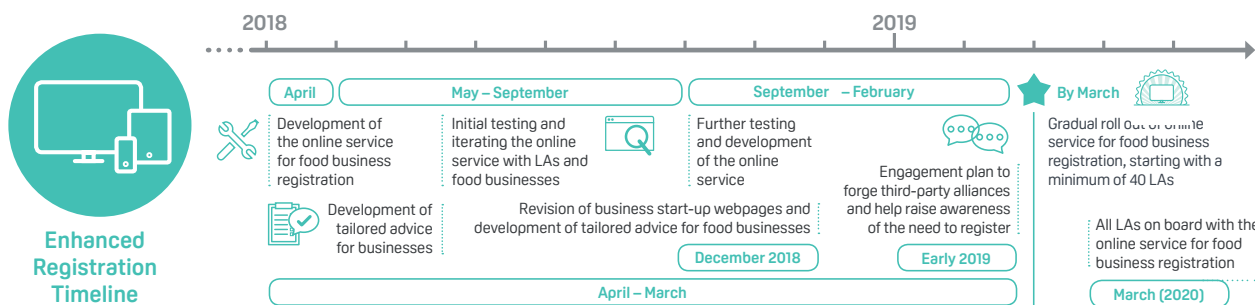 2018
2019
Enhanced
Registration
Timeline
April
May – September
September – February
By March
Development of
the online service
for food business
registration
Initial testing and
iterating the online
service with LAs and
food businesses
Further testing
and development
of the online
service
Engagement plan to
forge third-party alliances
and help raise awareness
of the need to register
Gradual roll out of online
service for food business
registration, starting with a
minimum of 40 LAs
Development of
tailored advice
for businesses
Revision of business start-up webpages and
development of tailored advice for food businesses
December 2018
Early 2019
All LAs on board with the
online service for food
business registration
April – March
March (2020)